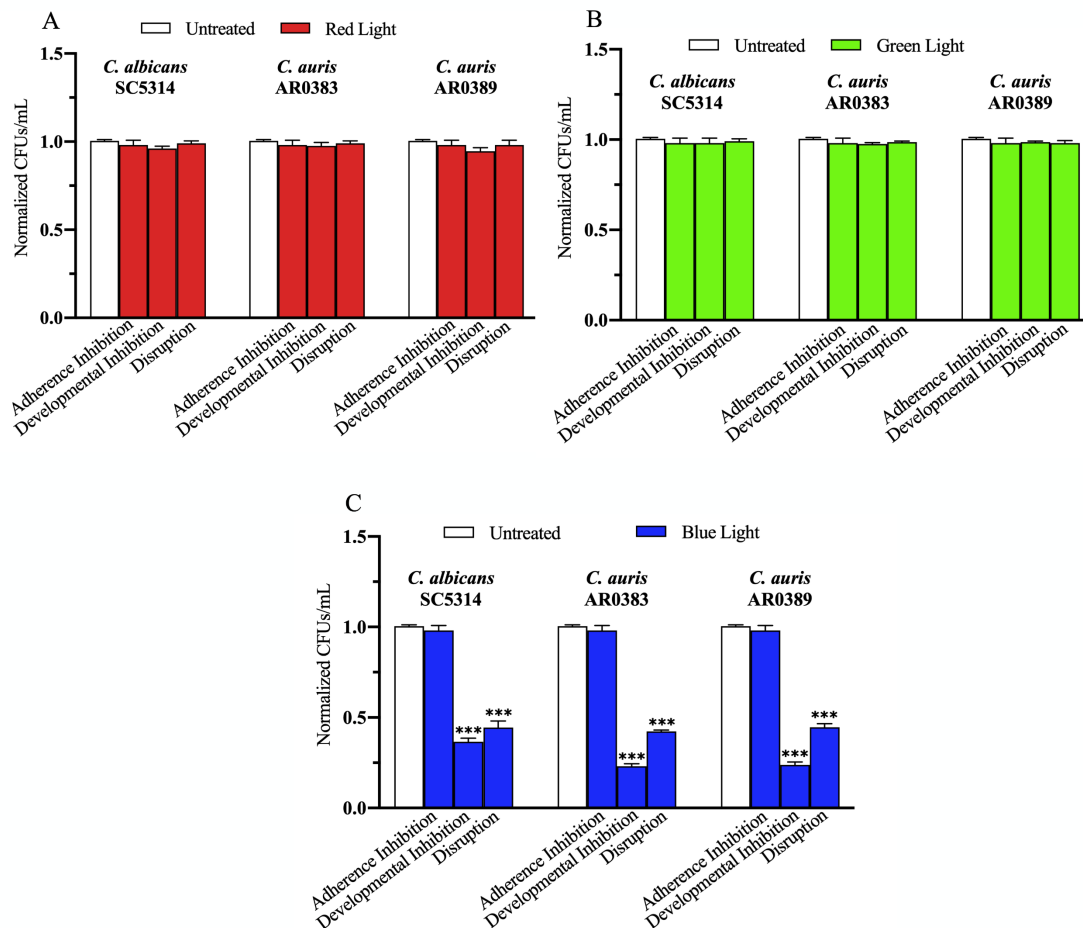 A
Untreated Red Light
C. albicans
SC5314
C. auris
AR0383
C. auris
AR0389
Normalized CFUs/mL
1.5
1.0
0.5
0.0
Adherence Inhibition
Developmental Inhibition
Disruption
Adherence Inhibition
Developmental Inhibition
Disruption
Adherence Inhibition
Developmental Inhibition
Disruption
B
Untreated Green Light
C. albicans
SC5314
C. auris
AR0383
C. auris
AR0389
Normalized CFUs/mL
1.5
1.0
0.5
0.0
Adherence Inhibition
Developmental Inhibition
Disruption
Adherence Inhibition
Developmental Inhibition
Disruption
Adherence Inhibition
Developmental Inhibition
Disruption
C
Untreated Blue Light
C. albicans
SC5314
C. auris
AR0383
C. auris
AR0389
Normalized CFUs/mL
1.5
1.0
0.5
0.0
*** ***
*** ***
*** ***
Adherence Inhibition
Developmental Inhibition
Disruption
Adherence Inhibition
Developmental Inhibition
Disruption
Adherence Inhibition
Developmental Inhibition
Disruption